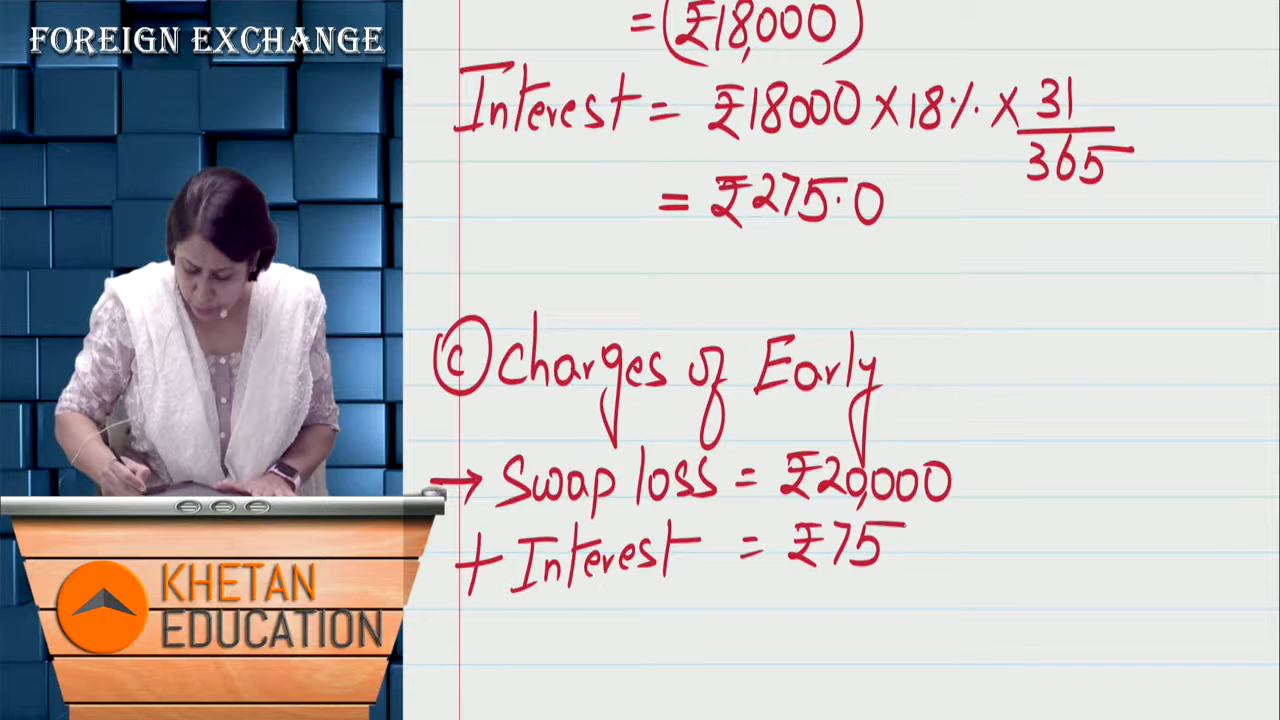 FOREIGN EXCHANGE
= (₹18,000)
Interest = ₹18000 × 18% × 31/365
= ₹275.0
(c) Charges of Early
→ Swap loss = ₹20,000
+ Interest = ₹75
KHETAN
EDUCATION